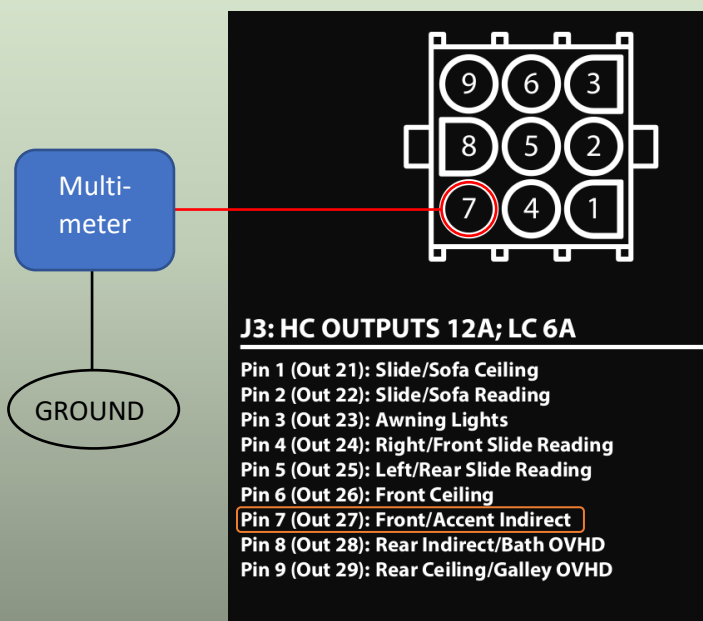 Multi-
meter
GROUND
9 6 3
8 5 2
7 4 1
J3: HC OUTPUTS 12A; LC 6A
Pin 1 (Out 21): Slide/Sofa Ceiling
Pin 2 (Out 22): Slide/Sofa Reading
Pin 3 (Out 23): Awning Lights
Pin 4 (Out 24): Right/Front Slide Reading
Pin 5 (Out 25): Left/Rear Slide Reading
Pin 6 (Out 26): Front Ceiling
Pin 7 (Out 27): Front/Accent Indirect
Pin 8 (Out 28): Rear Indirect/Bath OVHD
Pin 9 (Out 29): Rear Ceiling/Galley OVHD